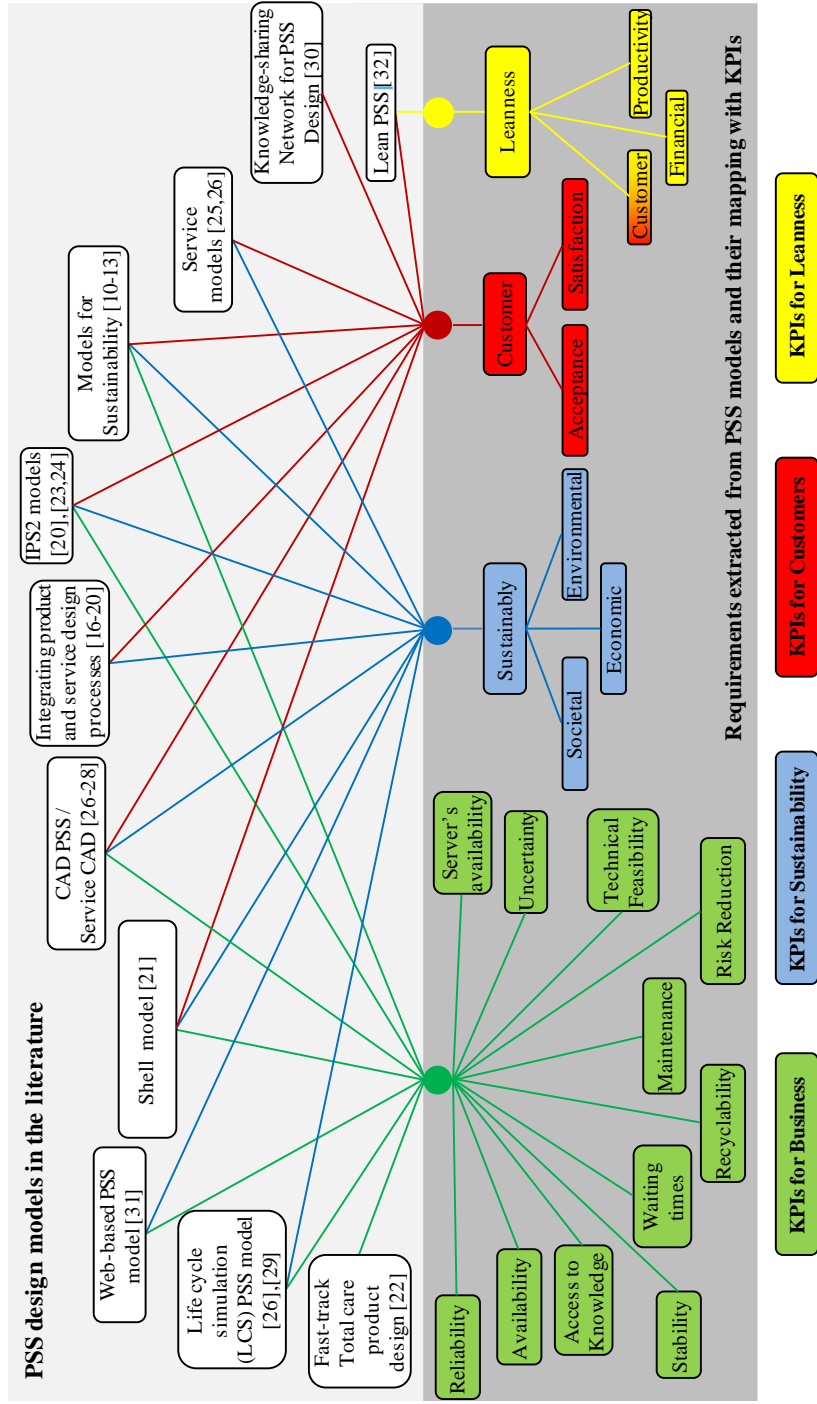 PSS design models in the literature
Fast-track
Total care
product
design [22]
Life cycle
simulation
(LCS) PSS model
[26],[29]
Web-based PSS
model [31]
Shell model [21]
CAD PSS /
Service CAD [26-28]
Integrating product
and service design
processes [16-20]
IPS2 models
[20],[23,24]
Models for
Sustainability [10-13]
Service
models [25,26]
Knowledge-sharing
Network for PSS
Design [30]
Lean PSS [32]
Reliability
Availability
Access to
Knowledge
Stability
Waiting
times
Recyclability
Maintenance
Risk Reduction
Technical
Feasibility
Uncertainty
Server's
availability
Sustainably
Societal
Economic
Environmental
Customer
Acceptance
Satisfaction
Leanness
Customer
Financial
Productivity
Requirements extracted from PSS models and their mapping with KPIs
KPIs for Business
KPIs for Sustainability
KPIs for Customers
KPIs for Leanness